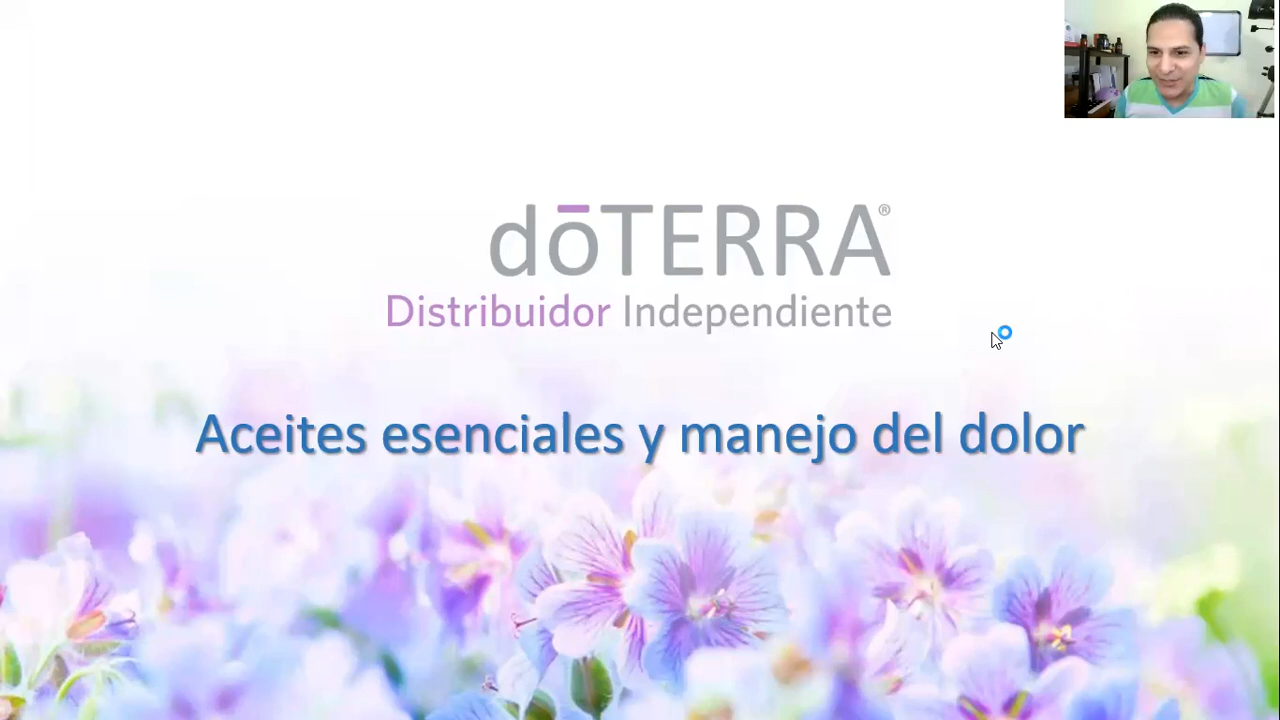 dōTERRA®
Distribuidor Independiente
Aceites esenciales y manejo del dolor